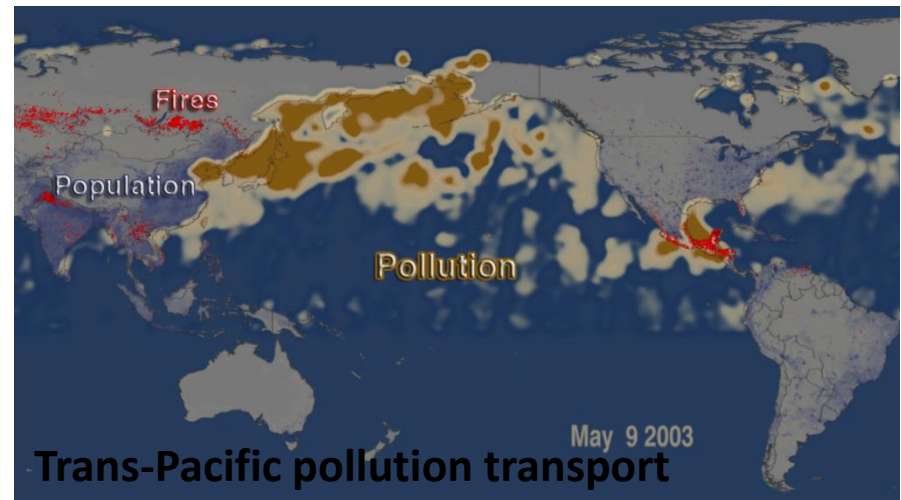 Fires
Population
Pollution
May 9 2003
Trans-Pacific pollution transport